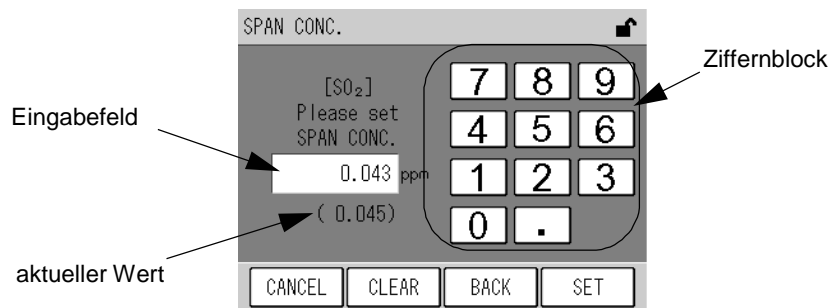 SPAN CONC.
Ziffernblock
[SO₂]
Please set
SPAN CONC.
Eingabefeld
0.043 ppm
( 0.045)
aktueller Wert
7 8 9
4 5 6
1 2 3
0 .
CANCEL CLEAR BACK SET